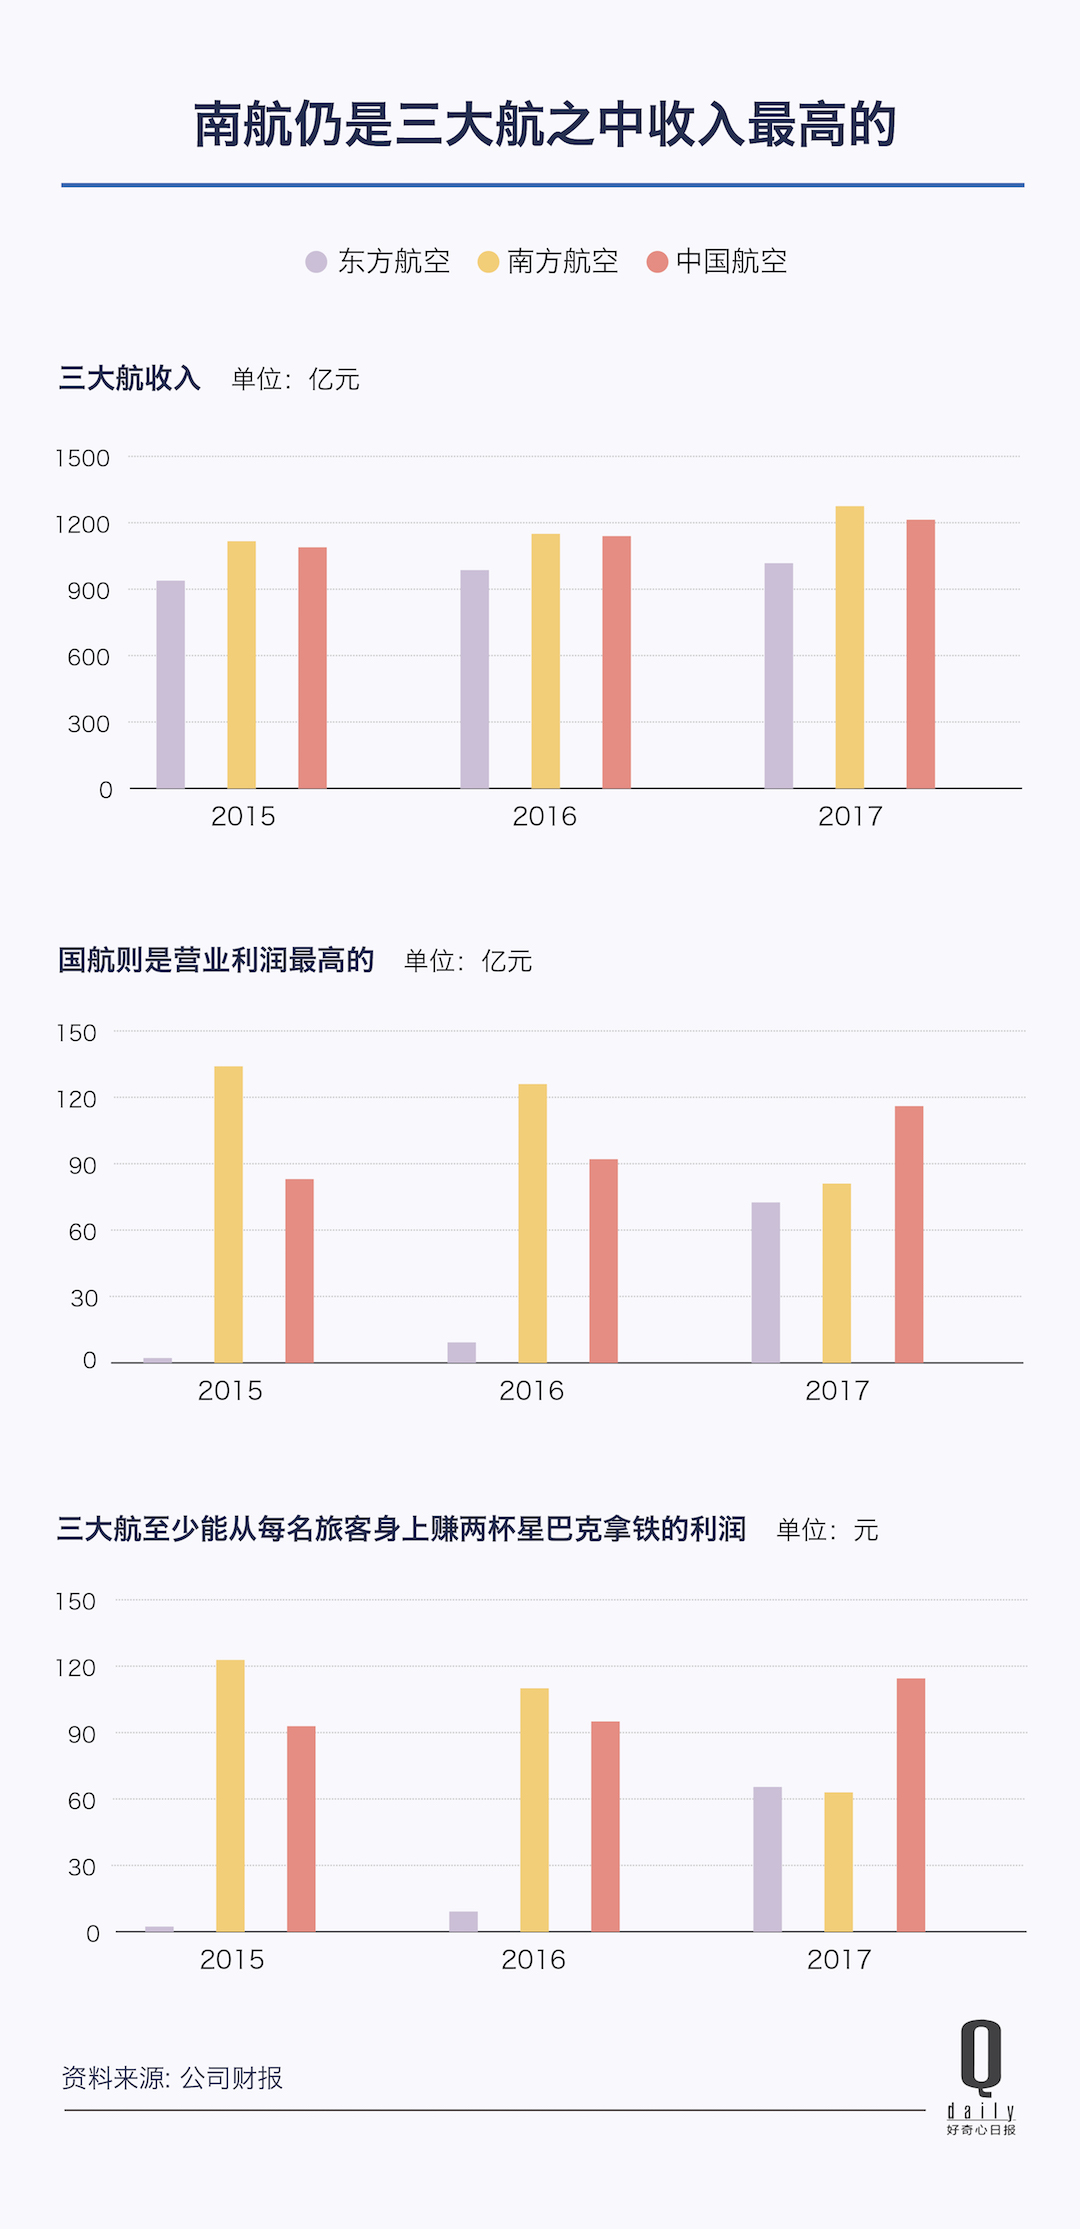 南航仍是三大航之中收入最高的
东方航空 南方航空 中国航空
三大航收入 单位：亿元
1500
1200
900
600
300
0
2015 2016 2017
国航则是营业利润最高的 单位：亿元
150
120
90
60
30
0
2015 2016 2017
三大航至少能从每名旅客身上赚两杯星巴克拿铁的利润 单位：元
150
120
90
60
30
0
2015 2016 2017
资料来源: 公司财报
Q
daily
好奇心日报